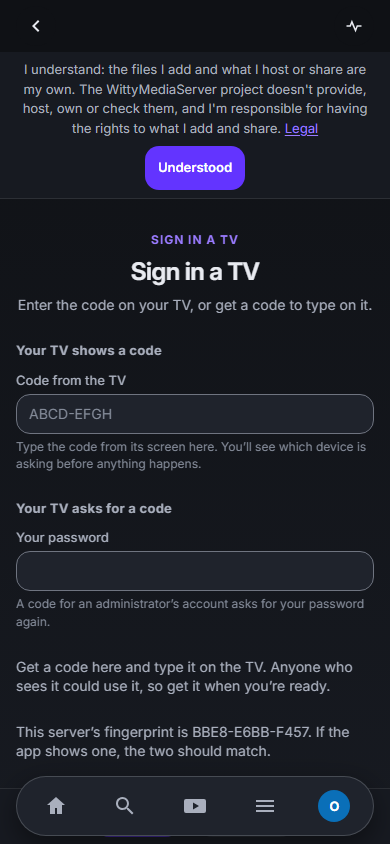 I understand: the files I add and what I host or share are
my own. The WittyMediaServer project doesn't provide,
host, own or check them, and I'm responsible for having
the rights to what I add and share. Legal
Understood
SIGN IN A TV
Sign in a TV
Enter the code on your TV, or get a code to type on it.
Your TV shows a code
Code from the TV
ABCD-EFGH
Type the code from its screen here. You’ll see which device is
asking before anything happens.
Your TV asks for a code
Your password
A code for an administrator’s account asks for your password
again.
Get a code here and type it on the TV. Anyone who
sees it could use it, so get it when you’re ready.
This server’s fingerprint is BBE8-E6BB-F457. If the
app shows one, the two should match.
O